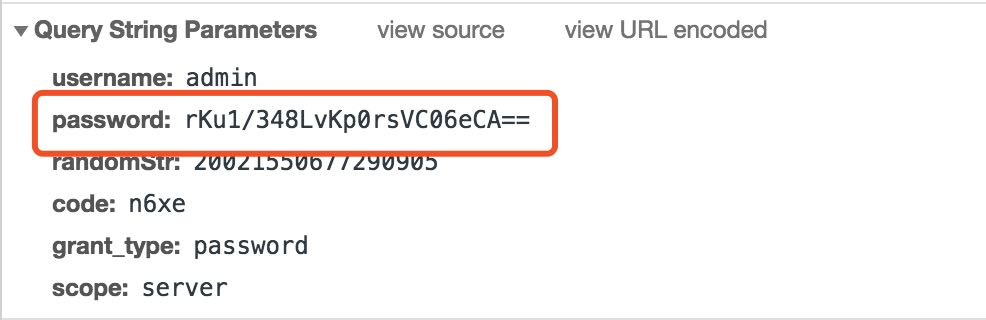 ▼Query String Parameters view source view URL encoded
username: admin
password: rKu1/348LvKp0rsVC06eCA==
randomStr: 20021550677290905
code: n6xe
grant_type: password
scope: server